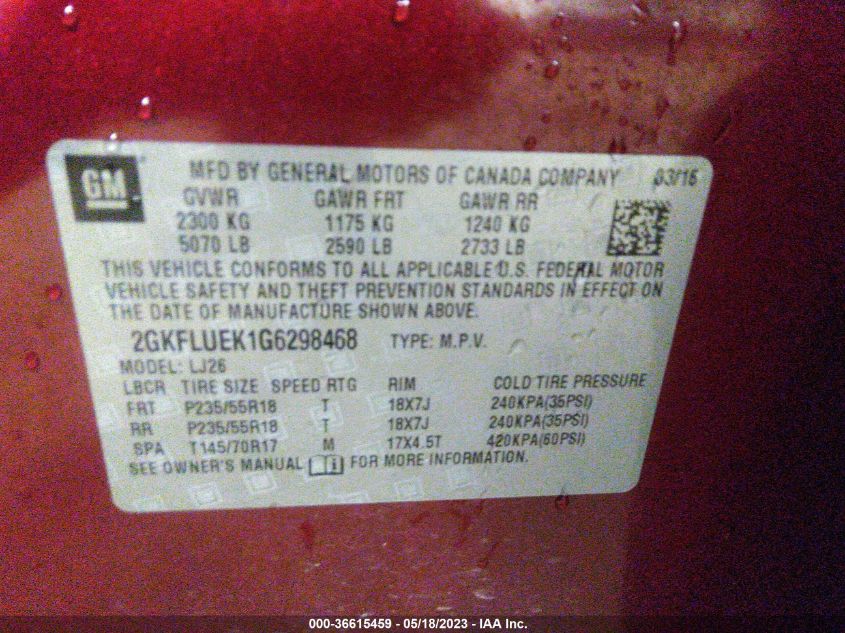 GM
MFD BY GENERAL MOTORS OF CANADA COMPANY 03/16
GVWR GAWR FRT GAWR RR
2300 KG 1175 KG 1240 KG
5070 LB 2590 LB 2733 LB
THIS VEHICLE CONFORMS TO ALL APPLICABLE U.S. FEDERAL MOTOR
VEHICLE SAFETY AND THEFT PREVENTION STANDARDS IN EFFECT ON
THE DATE OF MANUFACTURE SHOWN ABOVE.
2GKFLUEK1G6298468 TYPE: M.P.V.
MODEL: LJ26
LBCR TIRE SIZE SPEED RTG RIM COLD TIRE PRESSURE
FRT P235/55R18 T 18X7J 240KPA(35PSI)
RR P235/55R18 T 18X7J 240KPA(35PSI)
SPA T145/70R17 M 17X4.5T 420KPA(60PSI)
SEE OWNER'S MANUAL FOR MORE INFORMATION.
000-36615459 - 05/18/2023 - IAA Inc.